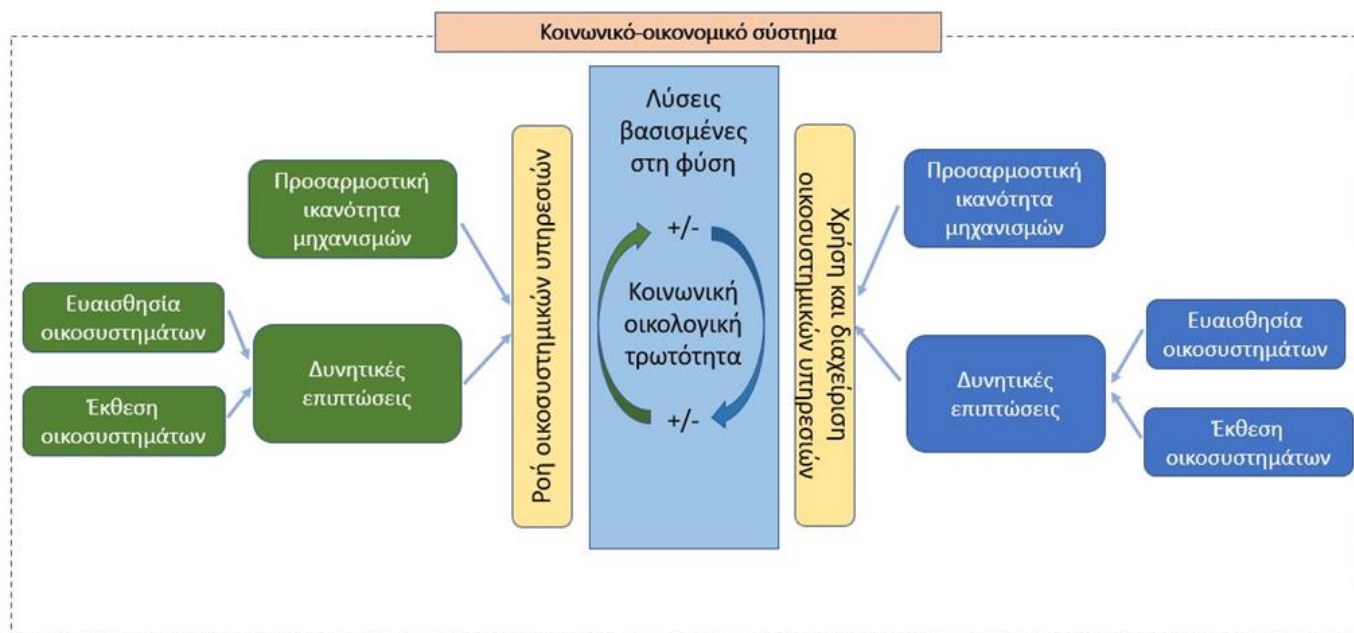 Κοινωνικό-οικονομικό σύστημα
Λύσεις
βασισμένες
στη φύση
+/-
Κοινωνική
οικολογική
τρωτότητα
+/-
Ροή οικοσυστημικών υπηρεσιών
Χρήση και διαχείριση
οικοσυστημικών υπηρεσιών
Προσαρμοστική
ικανότητα
μηχανισμών
Ευαισθησία
οικοσυστημάτων
Έκθεση
οικοσυστημάτων
Δυνητικές
επιπτώσεις
Προσαρμοστική
ικανότητα
μηχανισμών
Δυνητικές
επιπτώσεις
Ευαισθησία
οικοσυστημάτων
Έκθεση
οικοσυστημάτων